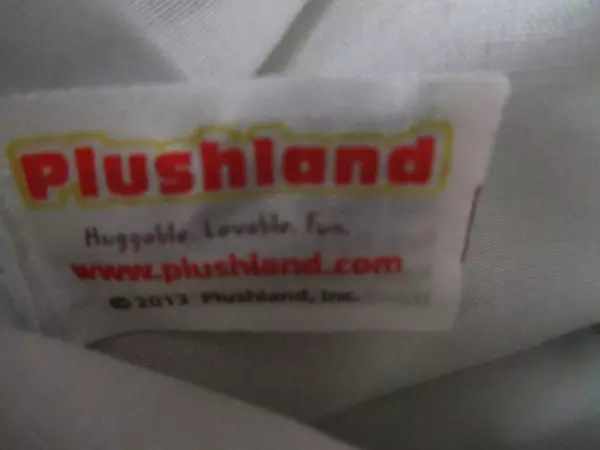 Plushland
Huggable. Lovable. Fun.
www.plushland.com
© 2013 Plushland, Inc.